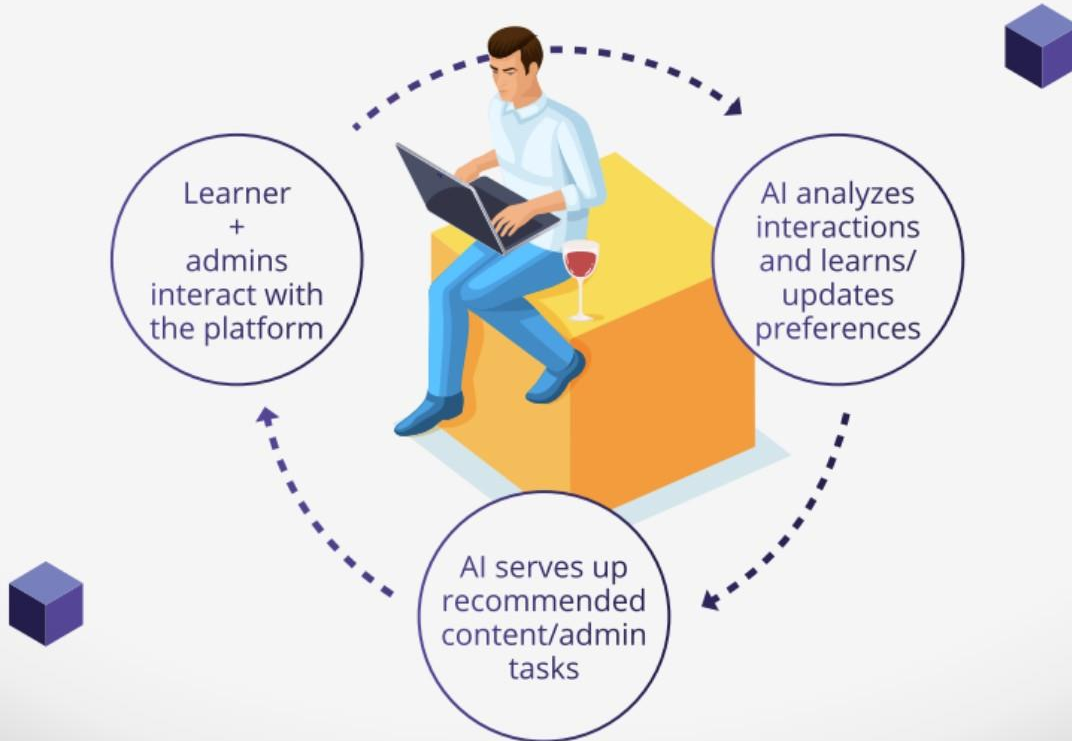 Learner
+
admins
interact with
the platform
AI analyzes
interactions
and learns/
updates
preferences
AI serves up
recommended
content/admin
tasks